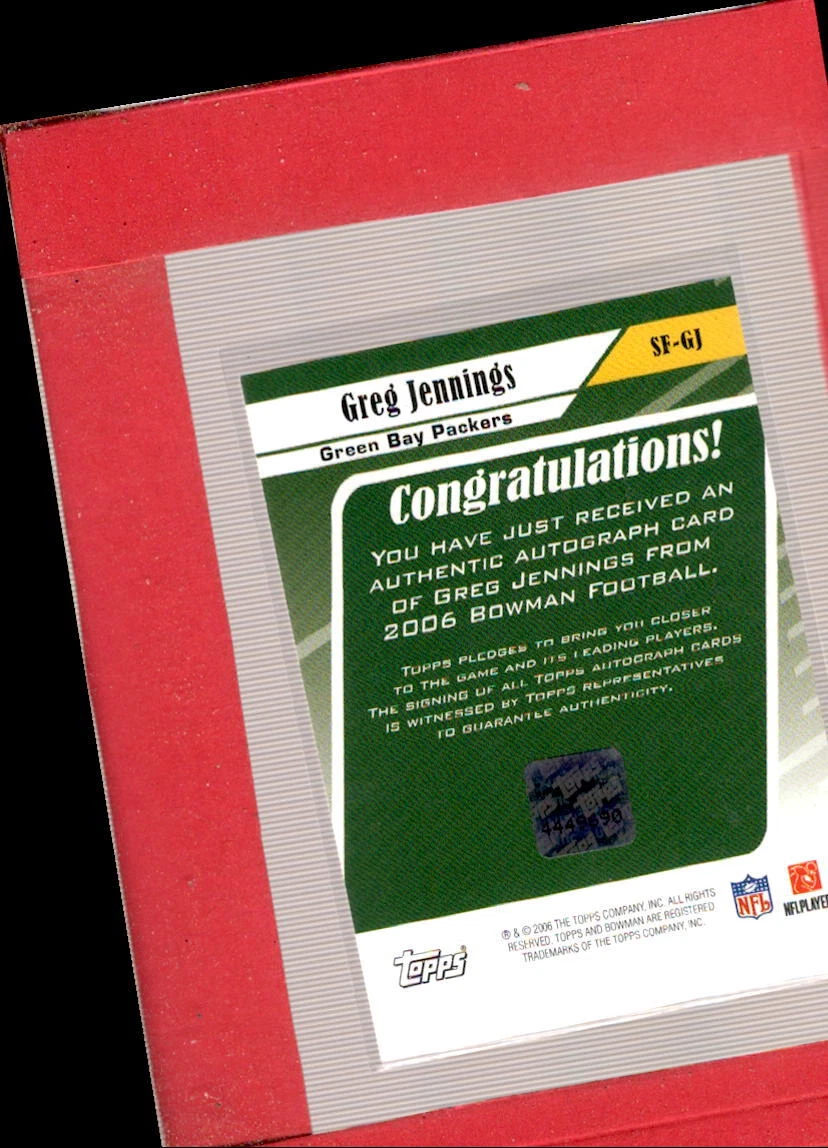 Greg Jennings
SF-GJ
Green Bay Packers
Congratulations!
YOU HAVE JUST RECEIVED AN
AUTHENTIC AUTOGRAPH CARD
OF GREG JENNINGS FROM
2006 BOWMAN FOOTBALL.
TOPPS PLEDGES TO BRING YOU CLOSER
TO THE GAME AND ITS LEADING PLAYERS.
THE SIGNING OF ALL TOPPS AUTOGRAPH CARDS
IS WITNESSED BY TOPPS REPRESENTATIVES
TO GUARANTEE AUTHENTICITY.
® & © 2006 THE TOPPS COMPANY, INC. ALL RIGHTS
RESERVED. TOPPS AND BOWMAN ARE REGISTERED
TRADEMARKS OF THE TOPPS COMPANY, INC.
topps
NFL